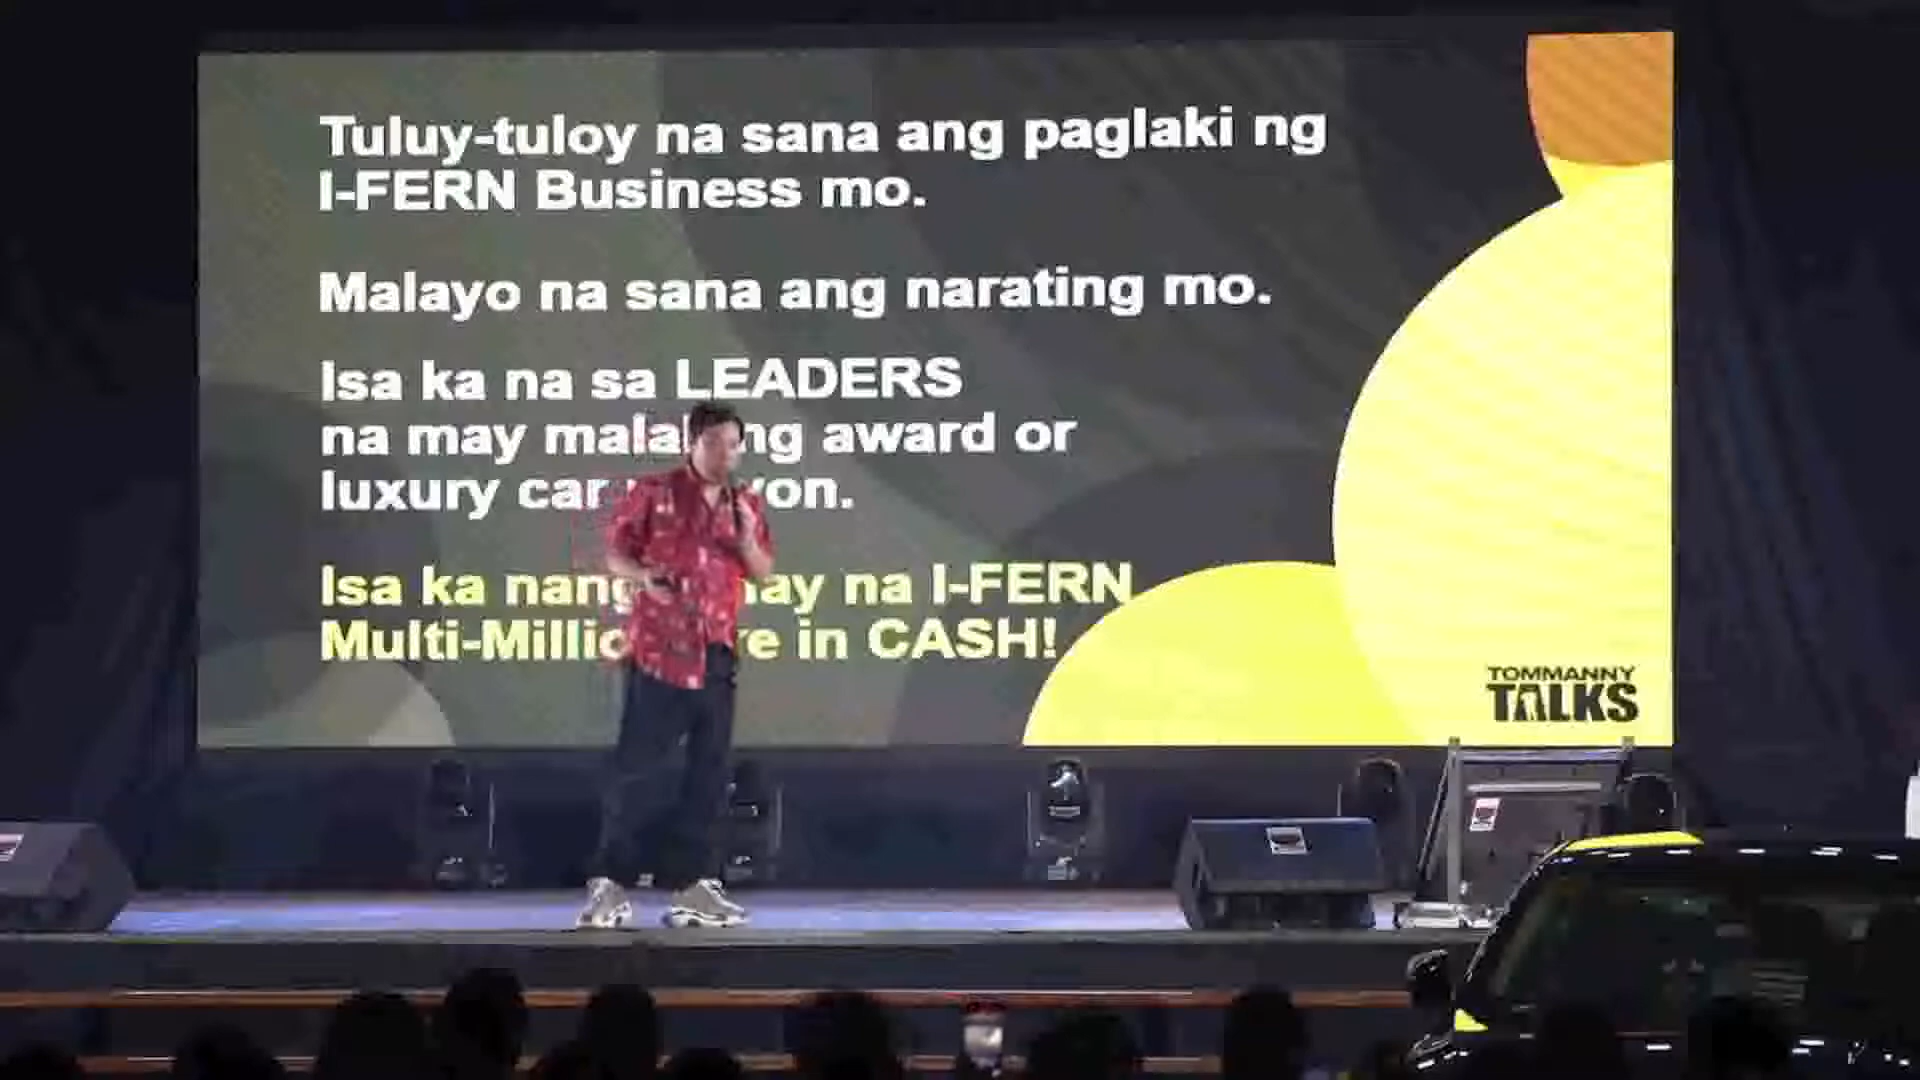 Tuluy-tuloy na sana ang paglaki ng
I-FERN Business mo.
Malayo na sana ang narating mo.
Isa ka na sa LEADERS
na may award or
luxury car
Isa ka na I-FERN
in CASH!
TOMMANNY
TALKS